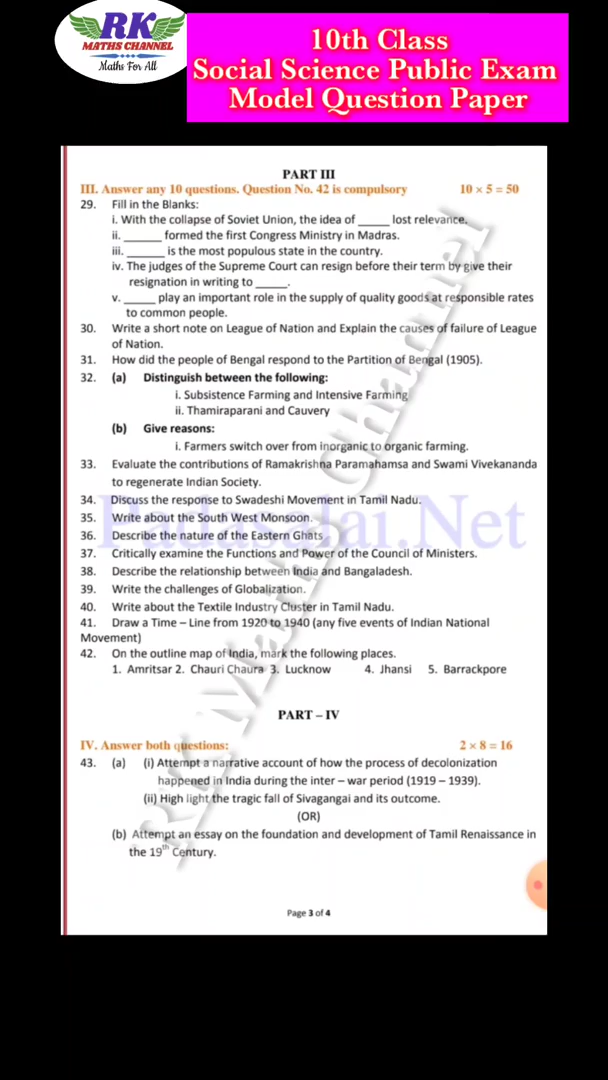 RK
MATHS CHANNEL
Maths For All
10th Class
Social Science Public Exam
Model Question Paper
PART III
III. Answer any 10 questions. Question No. 42 is compulsory 10 × 5 = 50
29. Fill in the Blanks:
i. With the collapse of Soviet Union, the idea of _____ lost relevance.
ii. ______ formed the first Congress Ministry in Madras.
iii. ______ is the most populous state in the country.
iv. The judges of the Supreme Court can resign before their term by give their
resignation in writing to _____.
v. _____ play an important role in the supply of quality goods at responsible rates
to common people.
30. Write a short note on League of Nation and Explain the causes of failure of League
of Nation.
31. How did the people of Bengal respond to the Partition of Bengal (1905).
32. (a) Distinguish between the following:
i. Subsistence Farming and Intensive Farming
ii. Thamiraparani and Cauvery
(b) Give reasons:
i. Farmers switch over from inorganic to organic farming.
33. Evaluate the contributions of Ramakrishna Paramahamsa and Swami Vivekananda
to regenerate Indian Society.
34. Discuss the response to Swadeshi Movement in Tamil Nadu.
35. Write about the South West Monsoon.
36. Describe the nature of the Eastern Ghats
37. Critically examine the Functions and Power of the Council of Ministers.
38. Describe the relationship between India and Bangaladesh.
39. Write the challenges of Globalization.
40. Write about the Textile Industry Cluster in Tamil Nadu.
41. Draw a Time – Line from 1920 to 1940 (any five events of Indian National
Movement)
42. On the outline map of India, mark the following places.
1. Amritsar 2. Chauri Chaura 3. Lucknow 4. Jhansi 5. Barrackpore
PART – IV
IV. Answer both questions: 2 × 8 = 16
43. (a) (i) Attempt a narrative account of how the process of decolonization
happened in India during the inter – war period (1919 – 1939).
(ii) High light the tragic fall of Sivagangai and its outcome.
(OR)
(b) Attempt an essay on the foundation and development of Tamil Renaissance in
the 19th Century.
Page 3 of 4
Padasalai.Net
RK Maths Channel